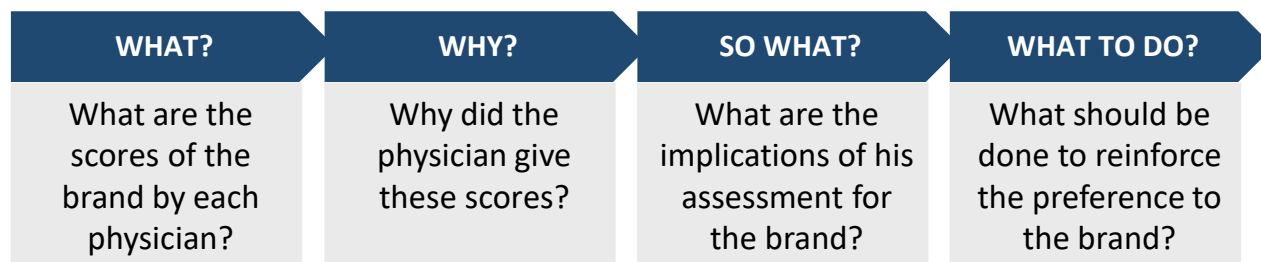 WHAT?
What are the
scores of the
brand by each
physician?
WHY?
Why did the
physician give
these scores?
SO WHAT?
What are the
implications of his
assessment for
the brand?
WHAT TO DO?
What should be
done to reinforce
the preference to
the brand?